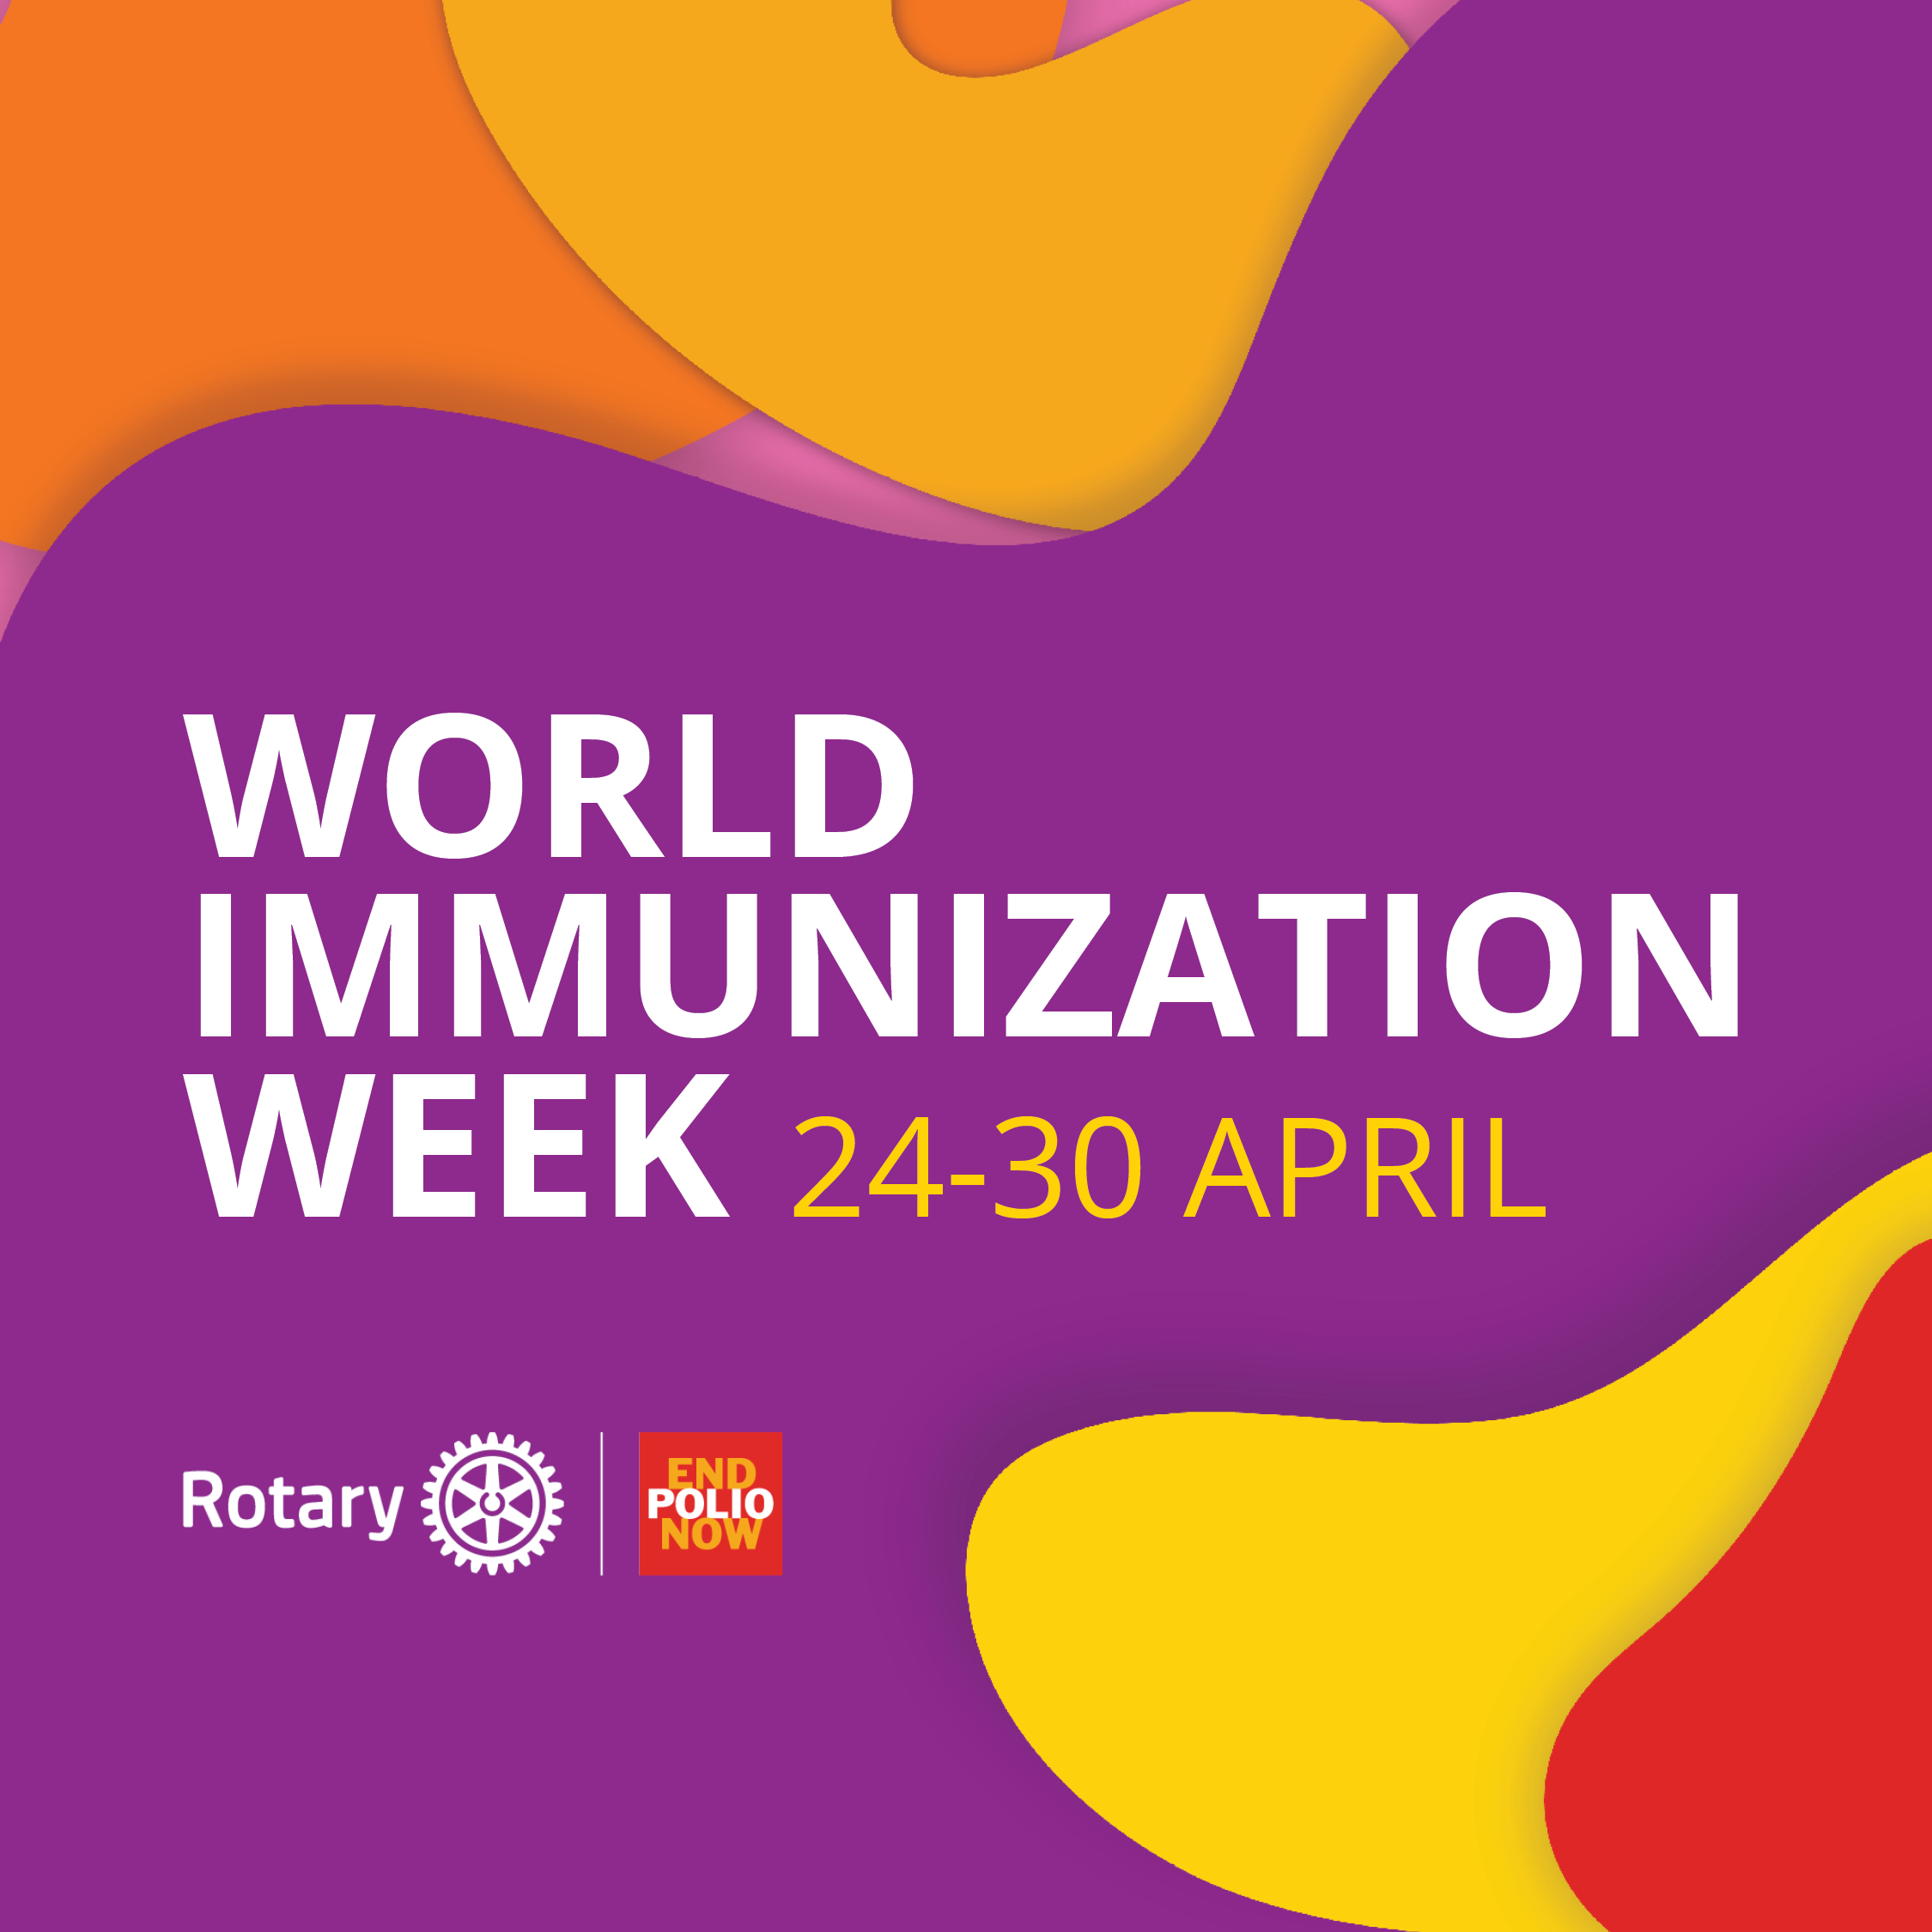 WORLD
IMMUNIZATION
WEEK 24-30 APRIL
Rotary
END
POLIO
NOW